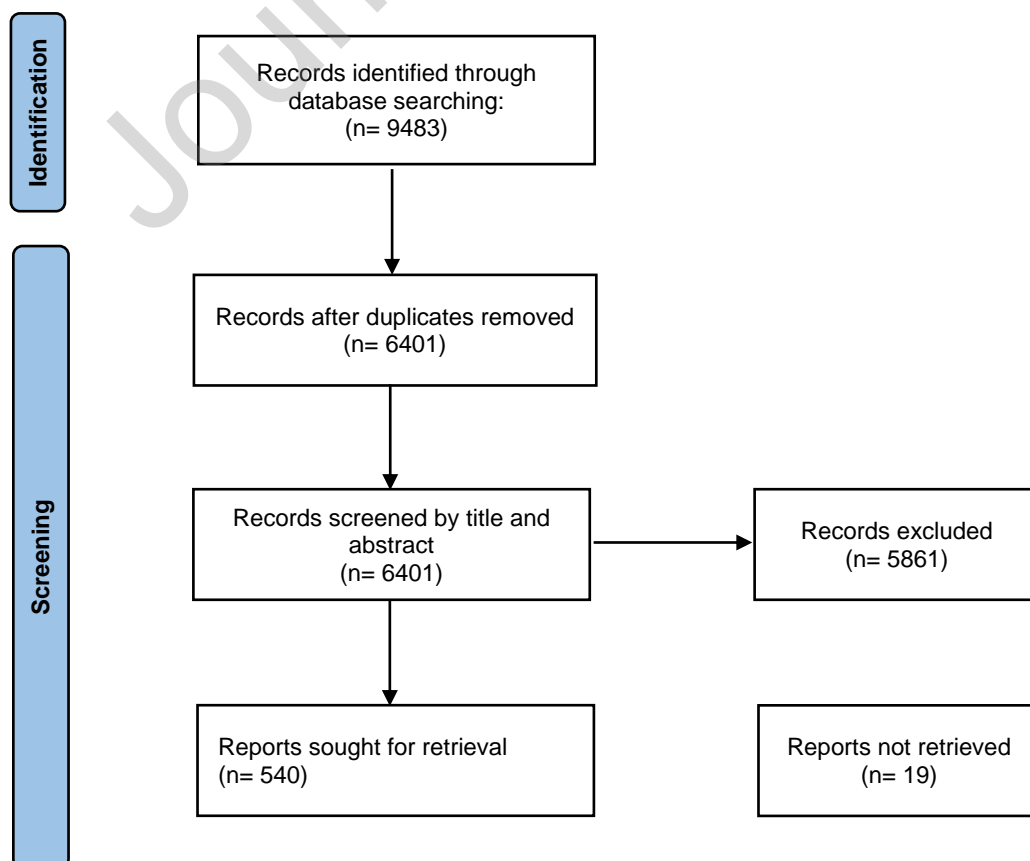 Jour
Identification
Records identified through
database searching:
(n= 9483)
Records after duplicates removed
(n= 6401)
Screening
Records screened by title and
abstract
(n= 6401)
Records excluded
(n= 5861)
Reports sought for retrieval
(n= 540)
Reports not retrieved
(n= 19)